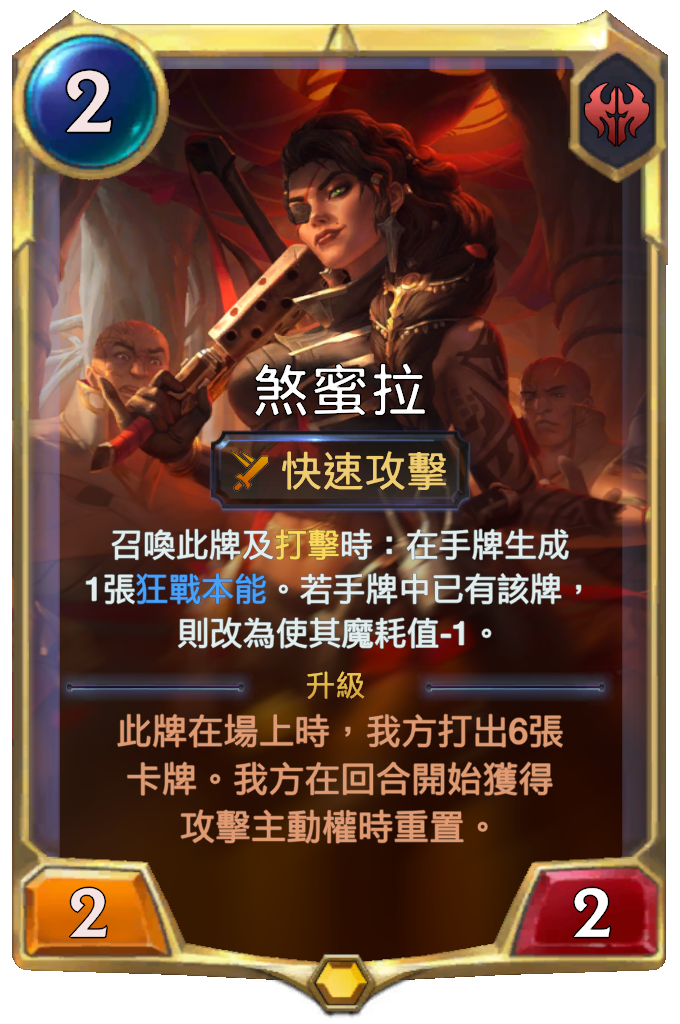 2
煞蜜拉
快速攻擊
召喚此牌及打擊時：在手牌生成
1張狂戰本能。若手牌中已有該牌，
則改為使其魔耗值-1。
升級
此牌在場上時，我方打出6張
卡牌。我方在回合開始獲得
攻擊主動權時重置。
2
2